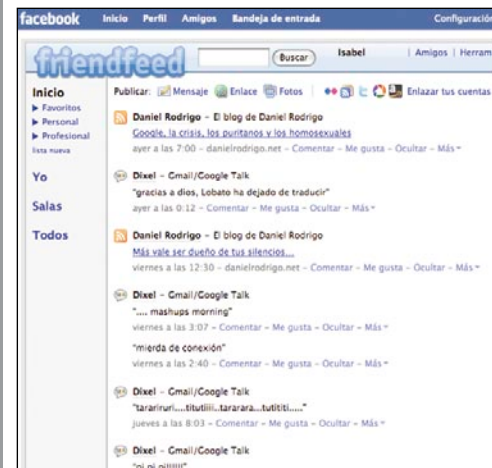 facebook Inicio Perfil Amigos Bandeja de entrada Configuración
friendfeed Buscar Isabel | Amigos | Herram
Inicio
▶ Favoritos
▶ Personal
▶ Profesional
lista nueva
Yo
Salas
Todos
Publicar: Mensaje Enlace Fotos | Enlazar tus cuentas
Daniel Rodrigo – El blog de Daniel Rodrigo
Google, la crisis, los puritanos y los homosexuales
ayer a las 7:00 – danielrodrigo.net – Comentar – Me gusta – Ocultar – Más
Dixel – Gmail/Google Talk
"gracias a dios, Lobato ha dejado de traducir"
ayer a las 0:12 – Comentar – Me gusta – Ocultar – Más
Daniel Rodrigo – El blog de Daniel Rodrigo
Más vale ser dueño de tus silencios...
viernes a las 12:30 – danielrodrigo.net – Comentar – Me gusta – Ocultar – Más
Dixel – Gmail/Google Talk
".... mashups morning"
viernes a las 3:07 – Comentar – Me gusta – Ocultar – Más
"mierda de conexión"
viernes a las 2:40 – Comentar – Me gusta – Ocultar – Más
Dixel – Gmail/Google Talk
"tarariruri....titutiiii..tararara...tutititi....."
jueves a las 8:03 – Comentar – Me gusta – Ocultar – Más
Dixel – Gmail/Google Talk